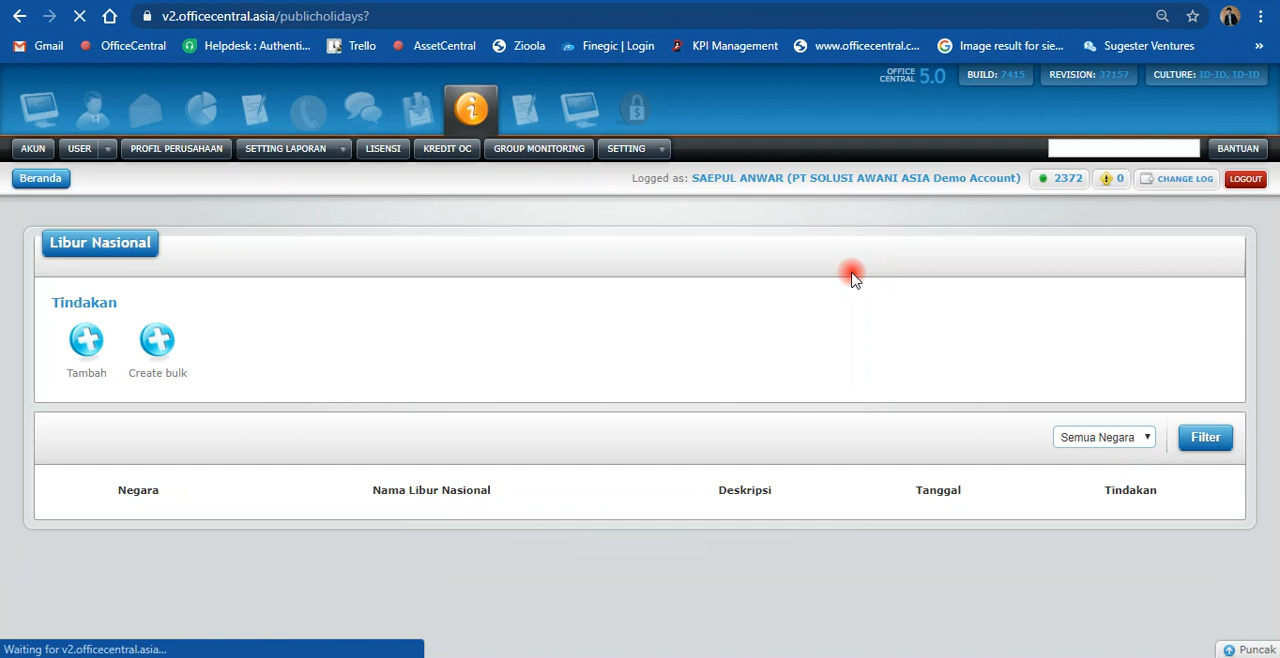 v2.officecentral.asia/publicholidays?
Gmail OfficeCentral Helpdesk : Authenti... Trello AssetCentral Zioola Finegic | Login KPI Management www.officecentral.c... Image result for sie... Sugester Ventures »
OFFICE CENTRAL 5.0 BUILD: 7415 REVISION: 37157 CULTURE: ID-ID, ID-ID
AKUN USER PROFIL PERUSAHAAN SETTING LAPORAN LISENSI KREDIT OC GROUP MONITORING SETTING BANTUAN
Beranda Logged as: SAEPUL ANWAR (PT SOLUSI AWANI ASIA Demo Account) 2372 0 CHANGE LOG LOGOUT
Libur Nasional
Tindakan
Tambah Create bulk
Semua Negara Filter
Negara Nama Libur Nasional Deskripsi Tanggal Tindakan
Waiting for v2.officecentral.asia... Puncak